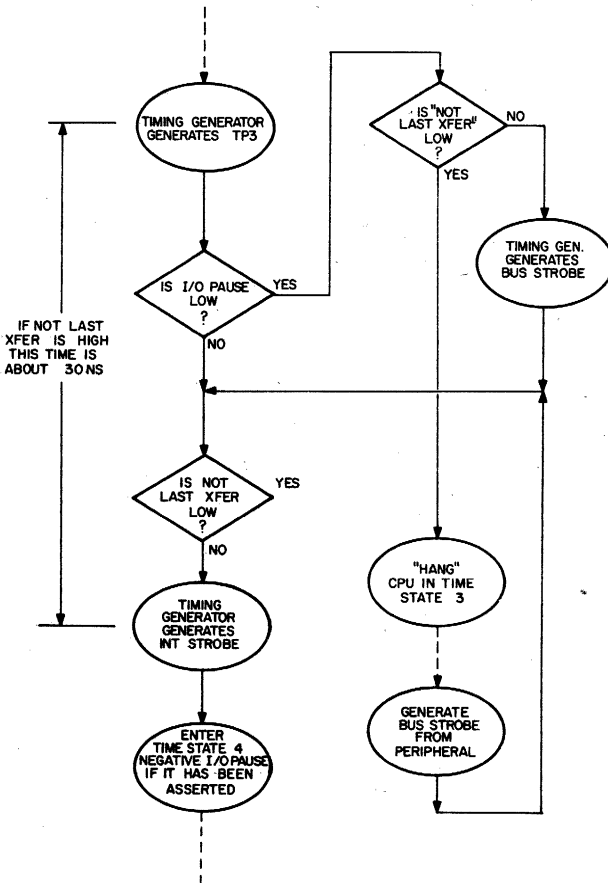 TIMING GENERATOR
GENERATES TP3
IS I/O PAUSE
LOW
?
YES
NO
IF NOT LAST
XFER IS HIGH
THIS TIME IS
ABOUT 30NS
IS NOT
LAST XFER
LOW
?
YES
NO
TIMING
GENERATOR
GENERATES
INT STROBE
ENTER
TIME STATE 4
NEGATIVE I/O PAUSE
IF IT HAS BEEN
ASSERTED
IS "NOT
LAST XFER"
LOW
?
NO
YES
TIMING GEN.
GENERATES
BUS STROBE
"HANG"
CPU IN TIME
STATE 3
GENERATE
BUS STROBE
FROM
PERIPHERAL